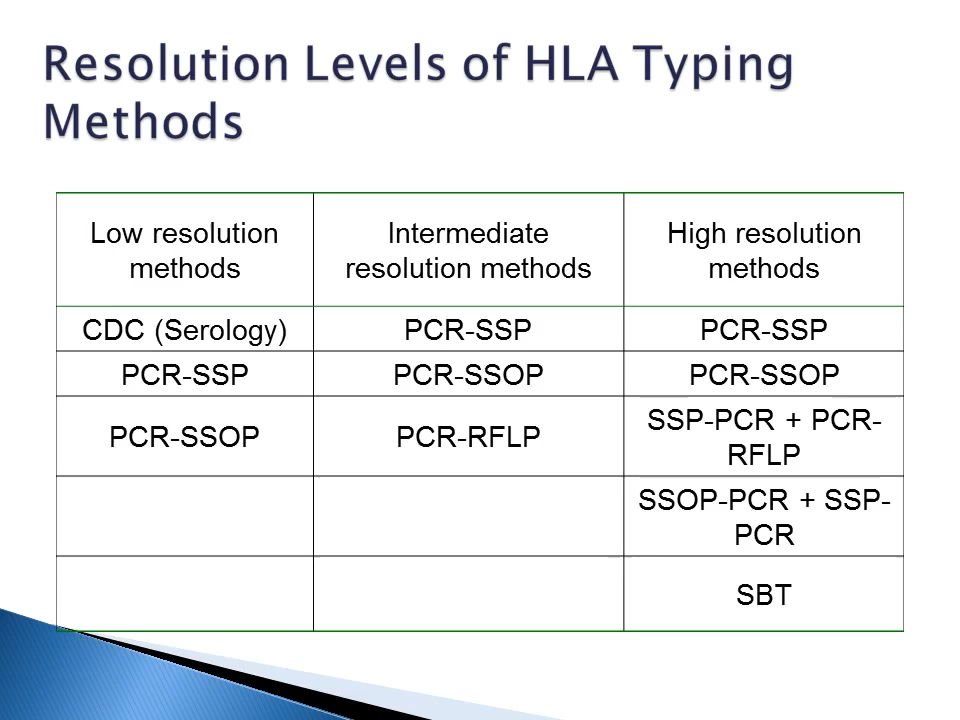 Resolution Levels of HLA Typing
Methods
Low resolution
methods
Intermediate
resolution methods
High resolution
methods
CDC (Serology)
PCR-SSP
PCR-SSP
PCR-SSP
PCR-SSOP
PCR-SSOP
PCR-SSOP
PCR-RFLP
SSP-PCR + PCR-
RFLP
SSOP-PCR + SSP-
PCR
SBT